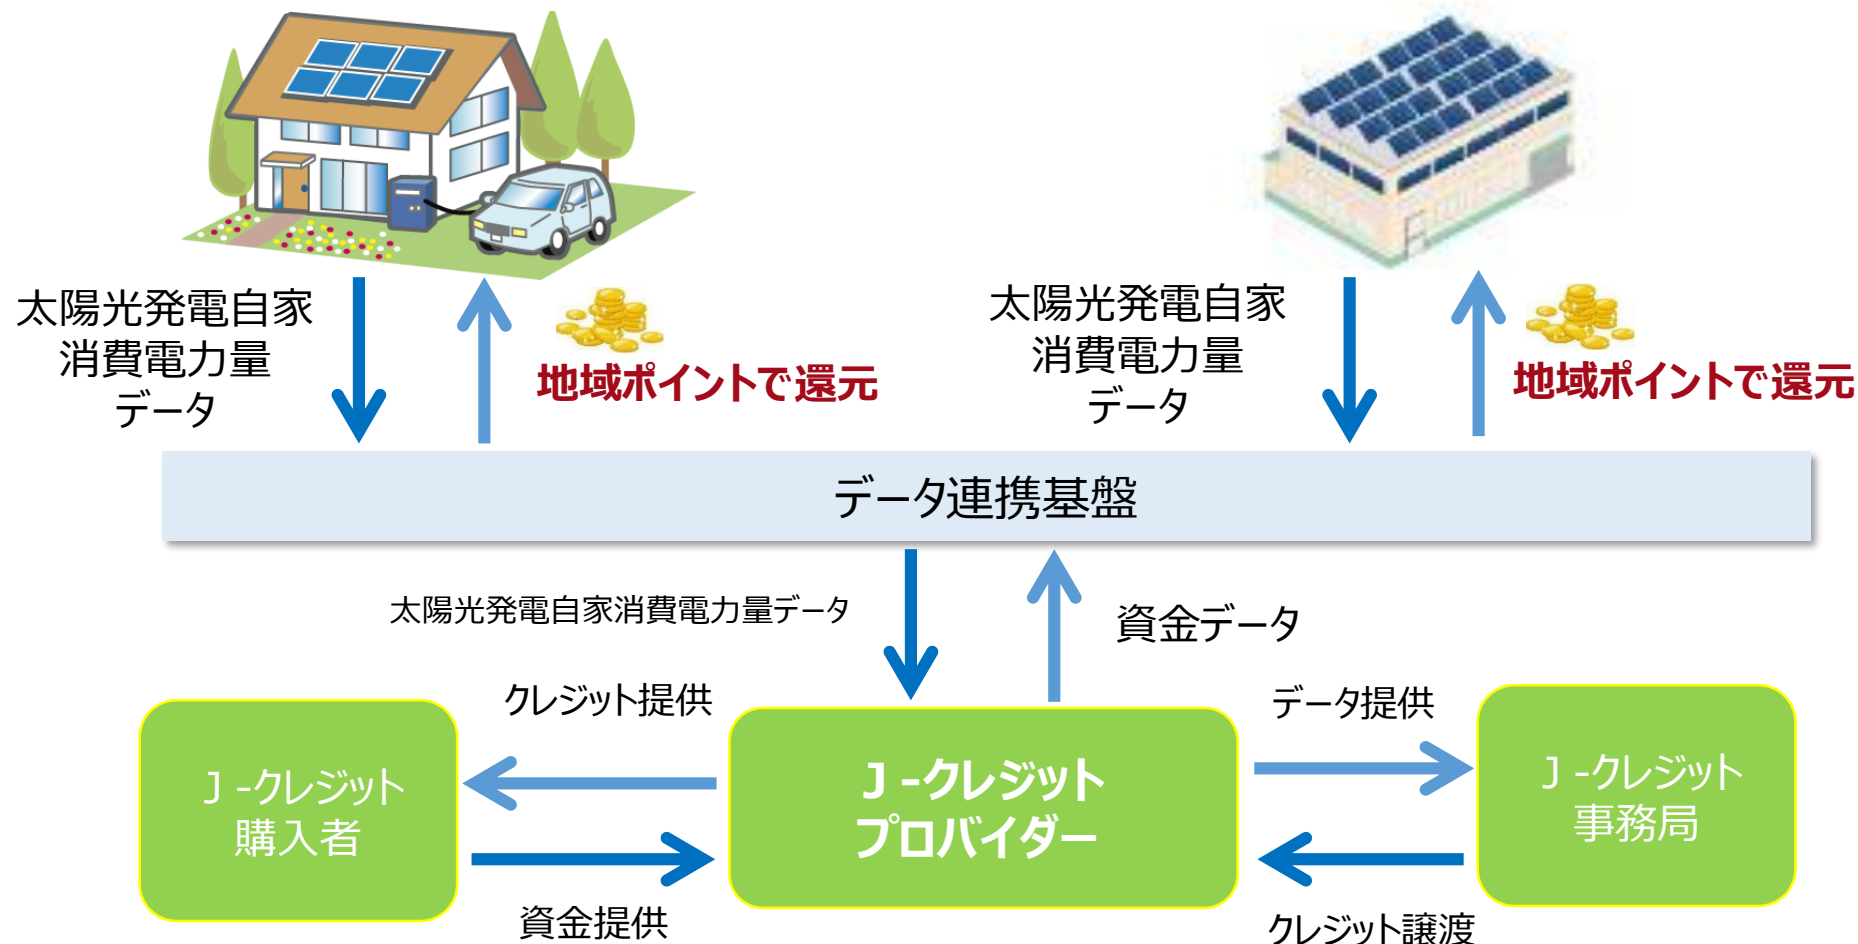 太陽光発電自家
消費電力量
データ
地域ポイントで還元
太陽光発電自家
消費電力量
データ
地域ポイントで還元
データ連携基盤
太陽光発電自家消費電力量データ
資金データ
クレジット提供
データ提供
J-クレジット
購入者
J-クレジット
プロバイダー
J-クレジット
事務局
資金提供
クレジット譲渡